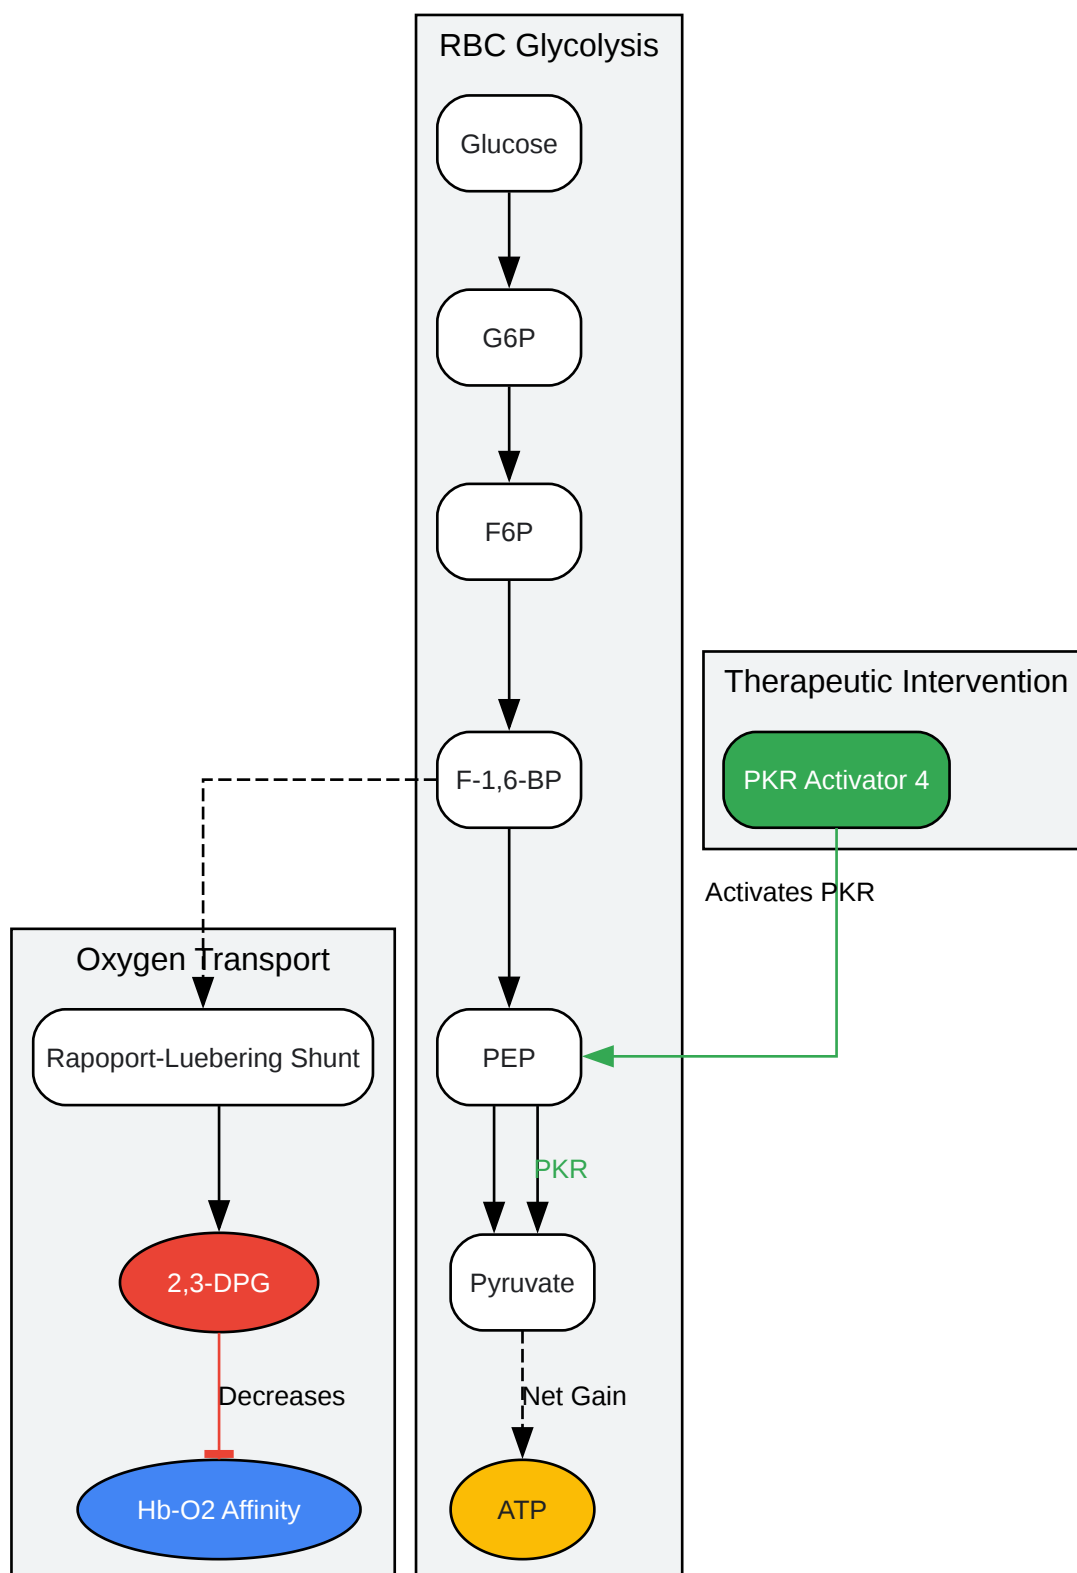 RBC Glycolysis
Glucose
G6P
F6P
Therapeutic Intervention
F-1,6-BP
PKR Activator 4
Activates PKR
Oxygen Transport
Rapoport-Luebering Shunt
PEP
PKR
2,3-DPG
Pyruvate
Decreases
Net Gain
Hb-O2 Affinity
ATP